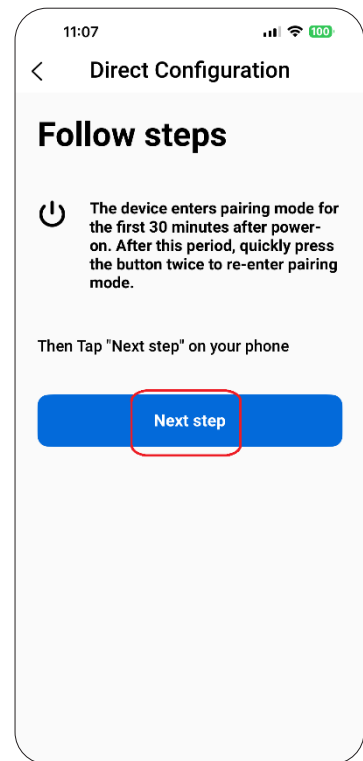 11:07
100
Direct Configuration
Follow steps
The device enters pairing mode for
the first 30 minutes after power-
on. After this period, quickly press
the button twice to re-enter pairing
mode.
Then Tap "Next step" on your phone
Next step